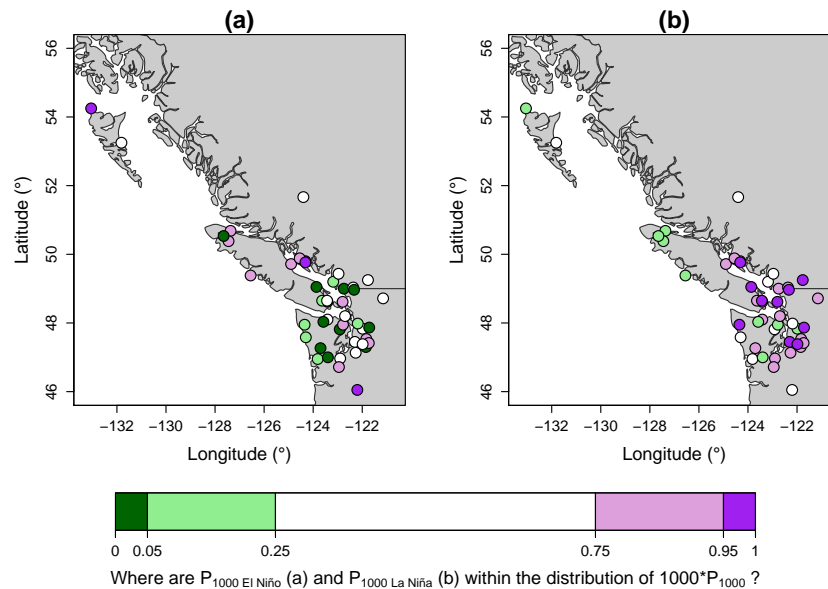 (a)
(b)
56
54
52
50
48
46
Latitude (°)
−132 −130 −128 −126 −124 −122
Longitude (°)
56
54
52
50
48
46
Latitude (°)
−132 −130 −128 −126 −124 −122
Longitude (°)
0 0.05 0.25 0.75 0.95 1
Where are P1000 El Niño (a) and P1000 La Niña (b) within the distribution of 1000*P1000 ?